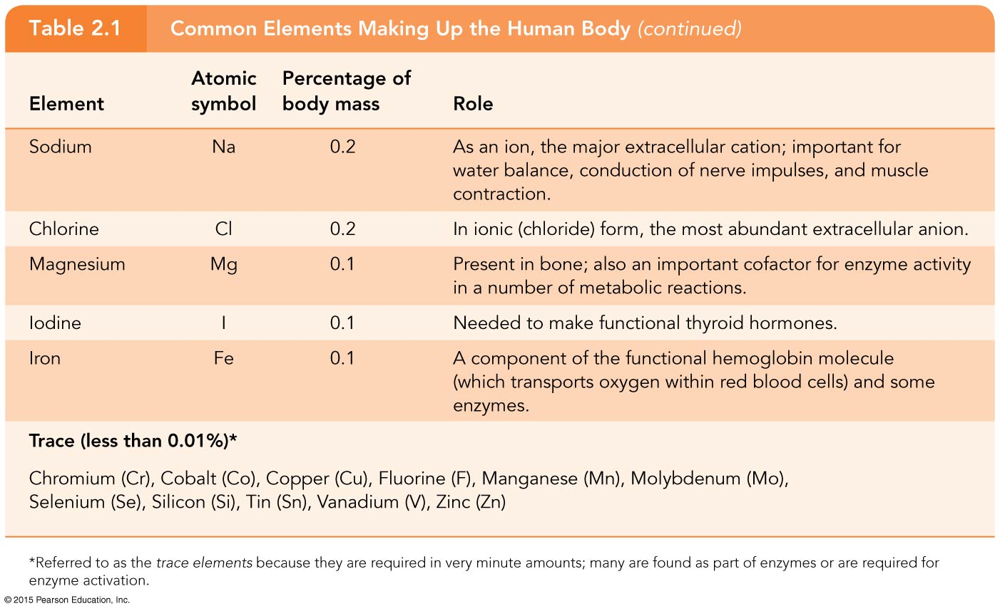 Table 2.1 Common Elements Making Up the Human Body (continued)
Element Atomic symbol Percentage of body mass Role
Sodium Na 0.2 As an ion, the major extracellular cation; important for
water balance, conduction of nerve impulses, and muscle
contraction.
Chlorine Cl 0.2 In ionic (chloride) form, the most abundant extracellular anion.
Magnesium Mg 0.1 Present in bone; also an important cofactor for enzyme activity
in a number of metabolic reactions.
Iodine I 0.1 Needed to make functional thyroid hormones.
Iron Fe 0.1 A component of the functional hemoglobin molecule
(which transports oxygen within red blood cells) and some
enzymes.
Trace (less than 0.01%)*
Chromium (Cr), Cobalt (Co), Copper (Cu), Fluorine (F), Manganese (Mn), Molybdenum (Mo),
Selenium (Se), Silicon (Si), Tin (Sn), Vanadium (V), Zinc (Zn)
*Referred to as the trace elements because they are required in very minute amounts; many are found as part of enzymes or are required for
enzyme activation.
© 2015 Pearson Education, Inc.